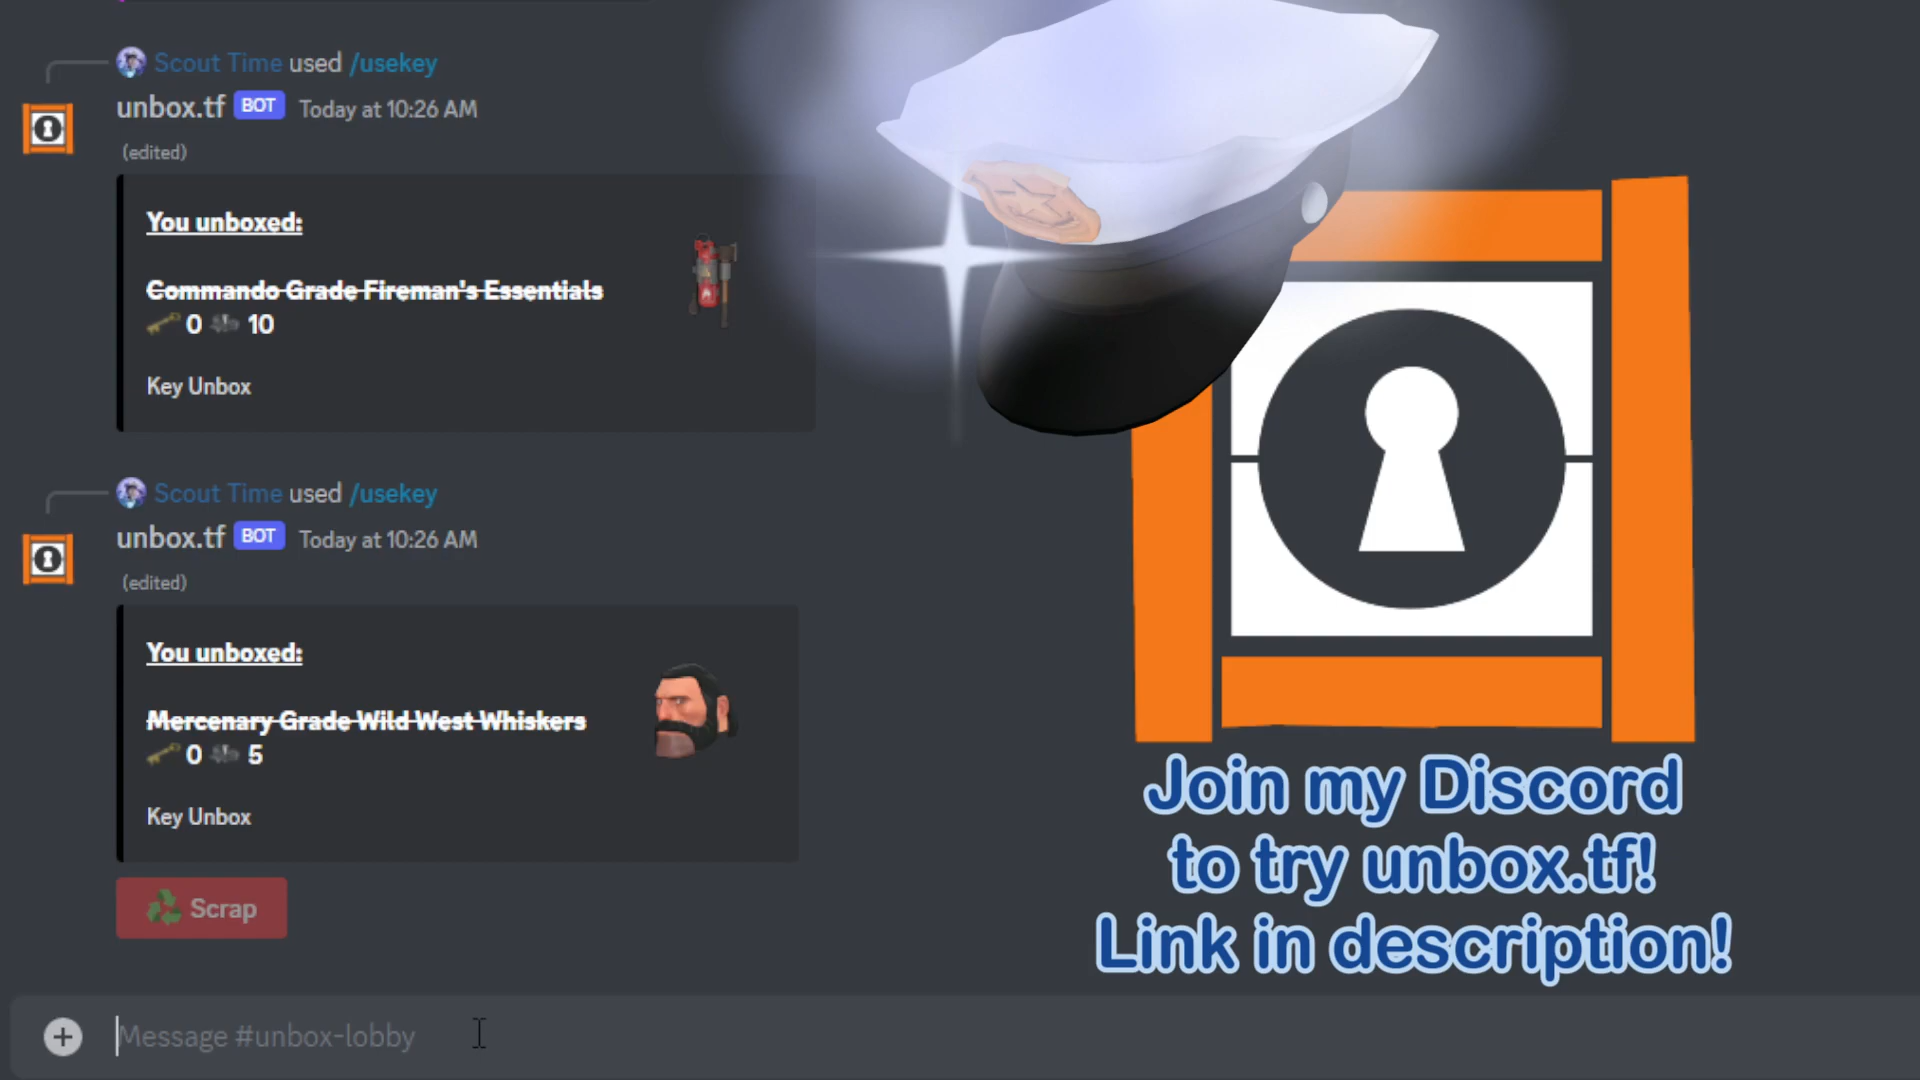 Scout Time used /usekey
unbox.tf BOT Today at 10:26 AM
(edited)
You unboxed:
Commando Grade Fireman's Essentials
0 10
Key Unbox
Scout Time used /usekey
unbox.tf BOT Today at 10:26 AM
(edited)
You unboxed:
Mercenary Grade Wild West Whiskers
0 5
Key Unbox
Scrap
Message #unbox-lobby
Join my Discord
to try unbox.tf!
Link in description!